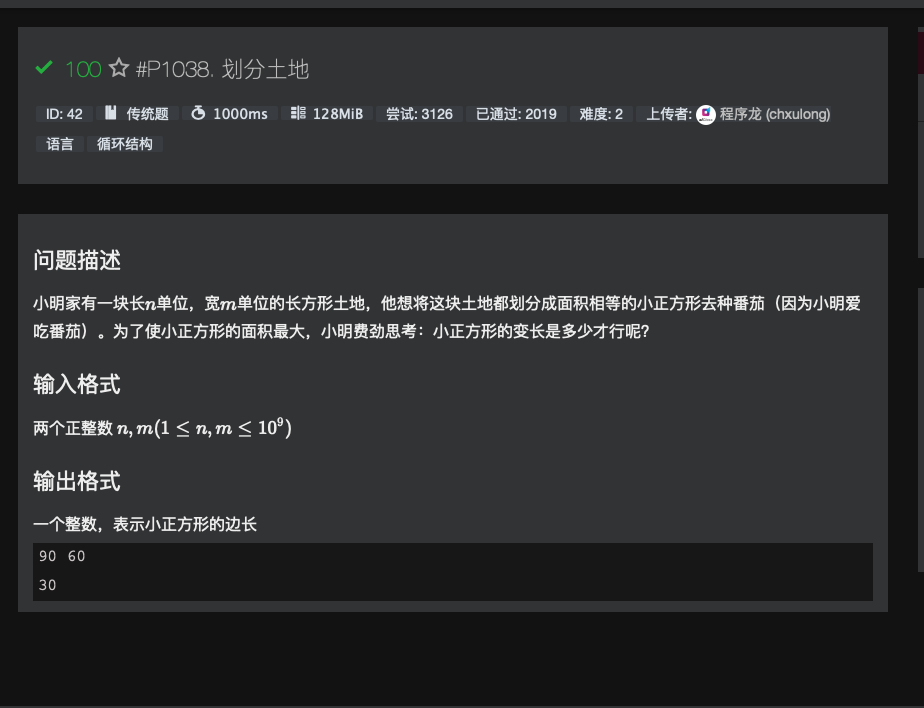 100 #P1038. 划分土地
ID: 42 传统题 1000ms 128MiB 尝试: 3126 已通过: 2019 难度: 2 上传者: 程序龙 (chxulong)
语言 循环结构
问题描述
小明家有一块长n单位，宽m单位的长方形土地，他想将这块土地都划分成面积相等的小正方形去种番茄（因为小明爱
吃番茄）。为了使小正方形的面积最大，小明费劲思考：小正方形的变长是多少才行呢？
输入格式
两个正整数 n, m(1 ≤ n, m ≤ 10⁹)
输出格式
一个整数，表示小正方形的边长
90 60
30